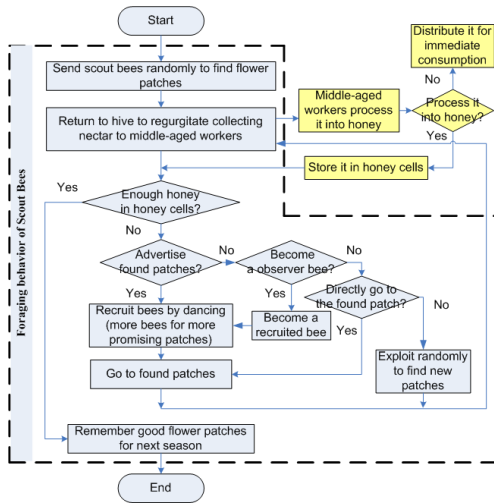 Start
Send scout bees randomly to find flower
patches
Return to hive to regurgitate collecting
nectar to middle-aged workers
Middle-aged
workers process
it into honey
Distribute it for
immediate
consumption
No
Process it
into honey?
Yes
Store it in honey cells
Yes
Enough honey
in honey cells?
No
Advertise
found patches?
No
Become
a observer bee?
No
Directly go to
the found patch?
No
Yes
Yes
Yes
Recruit bees by dancing
(more bees for more
promising patches)
Become a
recruited bee
Exploit randomly
to find new
patches
Go to found patches
Remember good flower patches
for next season
End
Foraging behavior of Scout Bees